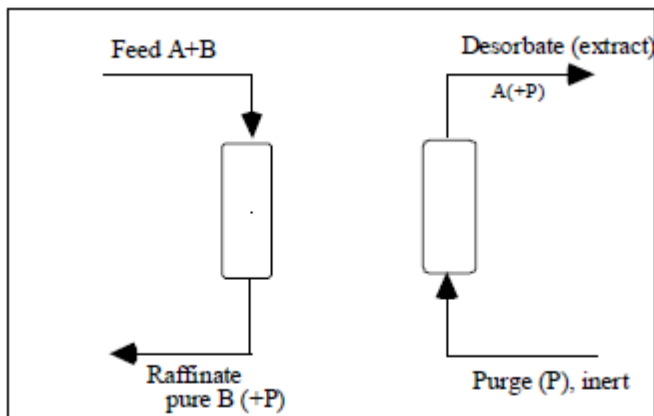 Feed A+B
Desorbate (extract)
A(+P)
Raffinate
pure B (+P)
Purge (P), inert